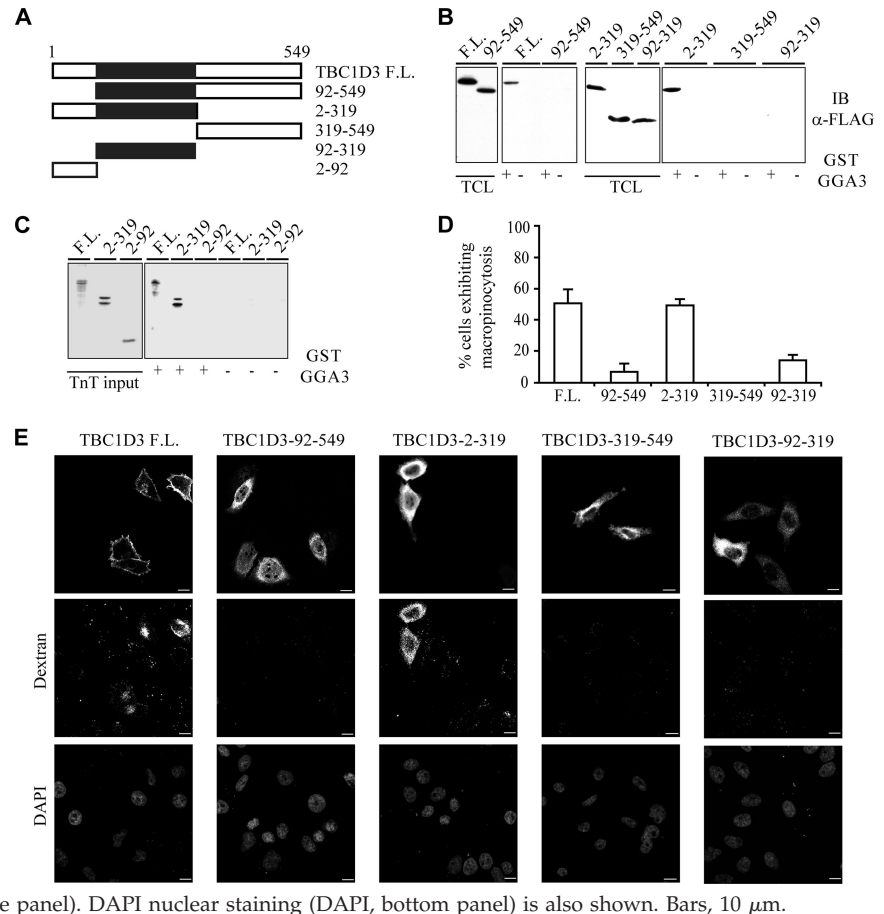 A
1 549
TBC1D3 F.L.
92-549
2-319
319-549
92-319
2-92
B
F.L. 92-549 F.L. 92-549 2-319 319-549 92-319 2-319 319-549 92-319
IB
α-FLAG
GST
+ - + - + - + - + - GGA3
TCL TCL
C
F.L. 2-319 2-92 F.L. 2-319 2-92 F.L. 2-319 2-92
GST
+ + + - - - GGA3
TnT input
D
% cells exhibiting
macropinocytosis
100
80
60
40
20
0
F.L. 92-549 2-319 319-549 92-319
E
TBC1D3 F.L. TBC1D3-92-549 TBC1D3-2-319 TBC1D3-319-549 TBC1D3-92-319
Dextran
DAPI
e panel). DAPI nuclear staining (DAPI, bottom panel) is also shown. Bars, 10 μm.